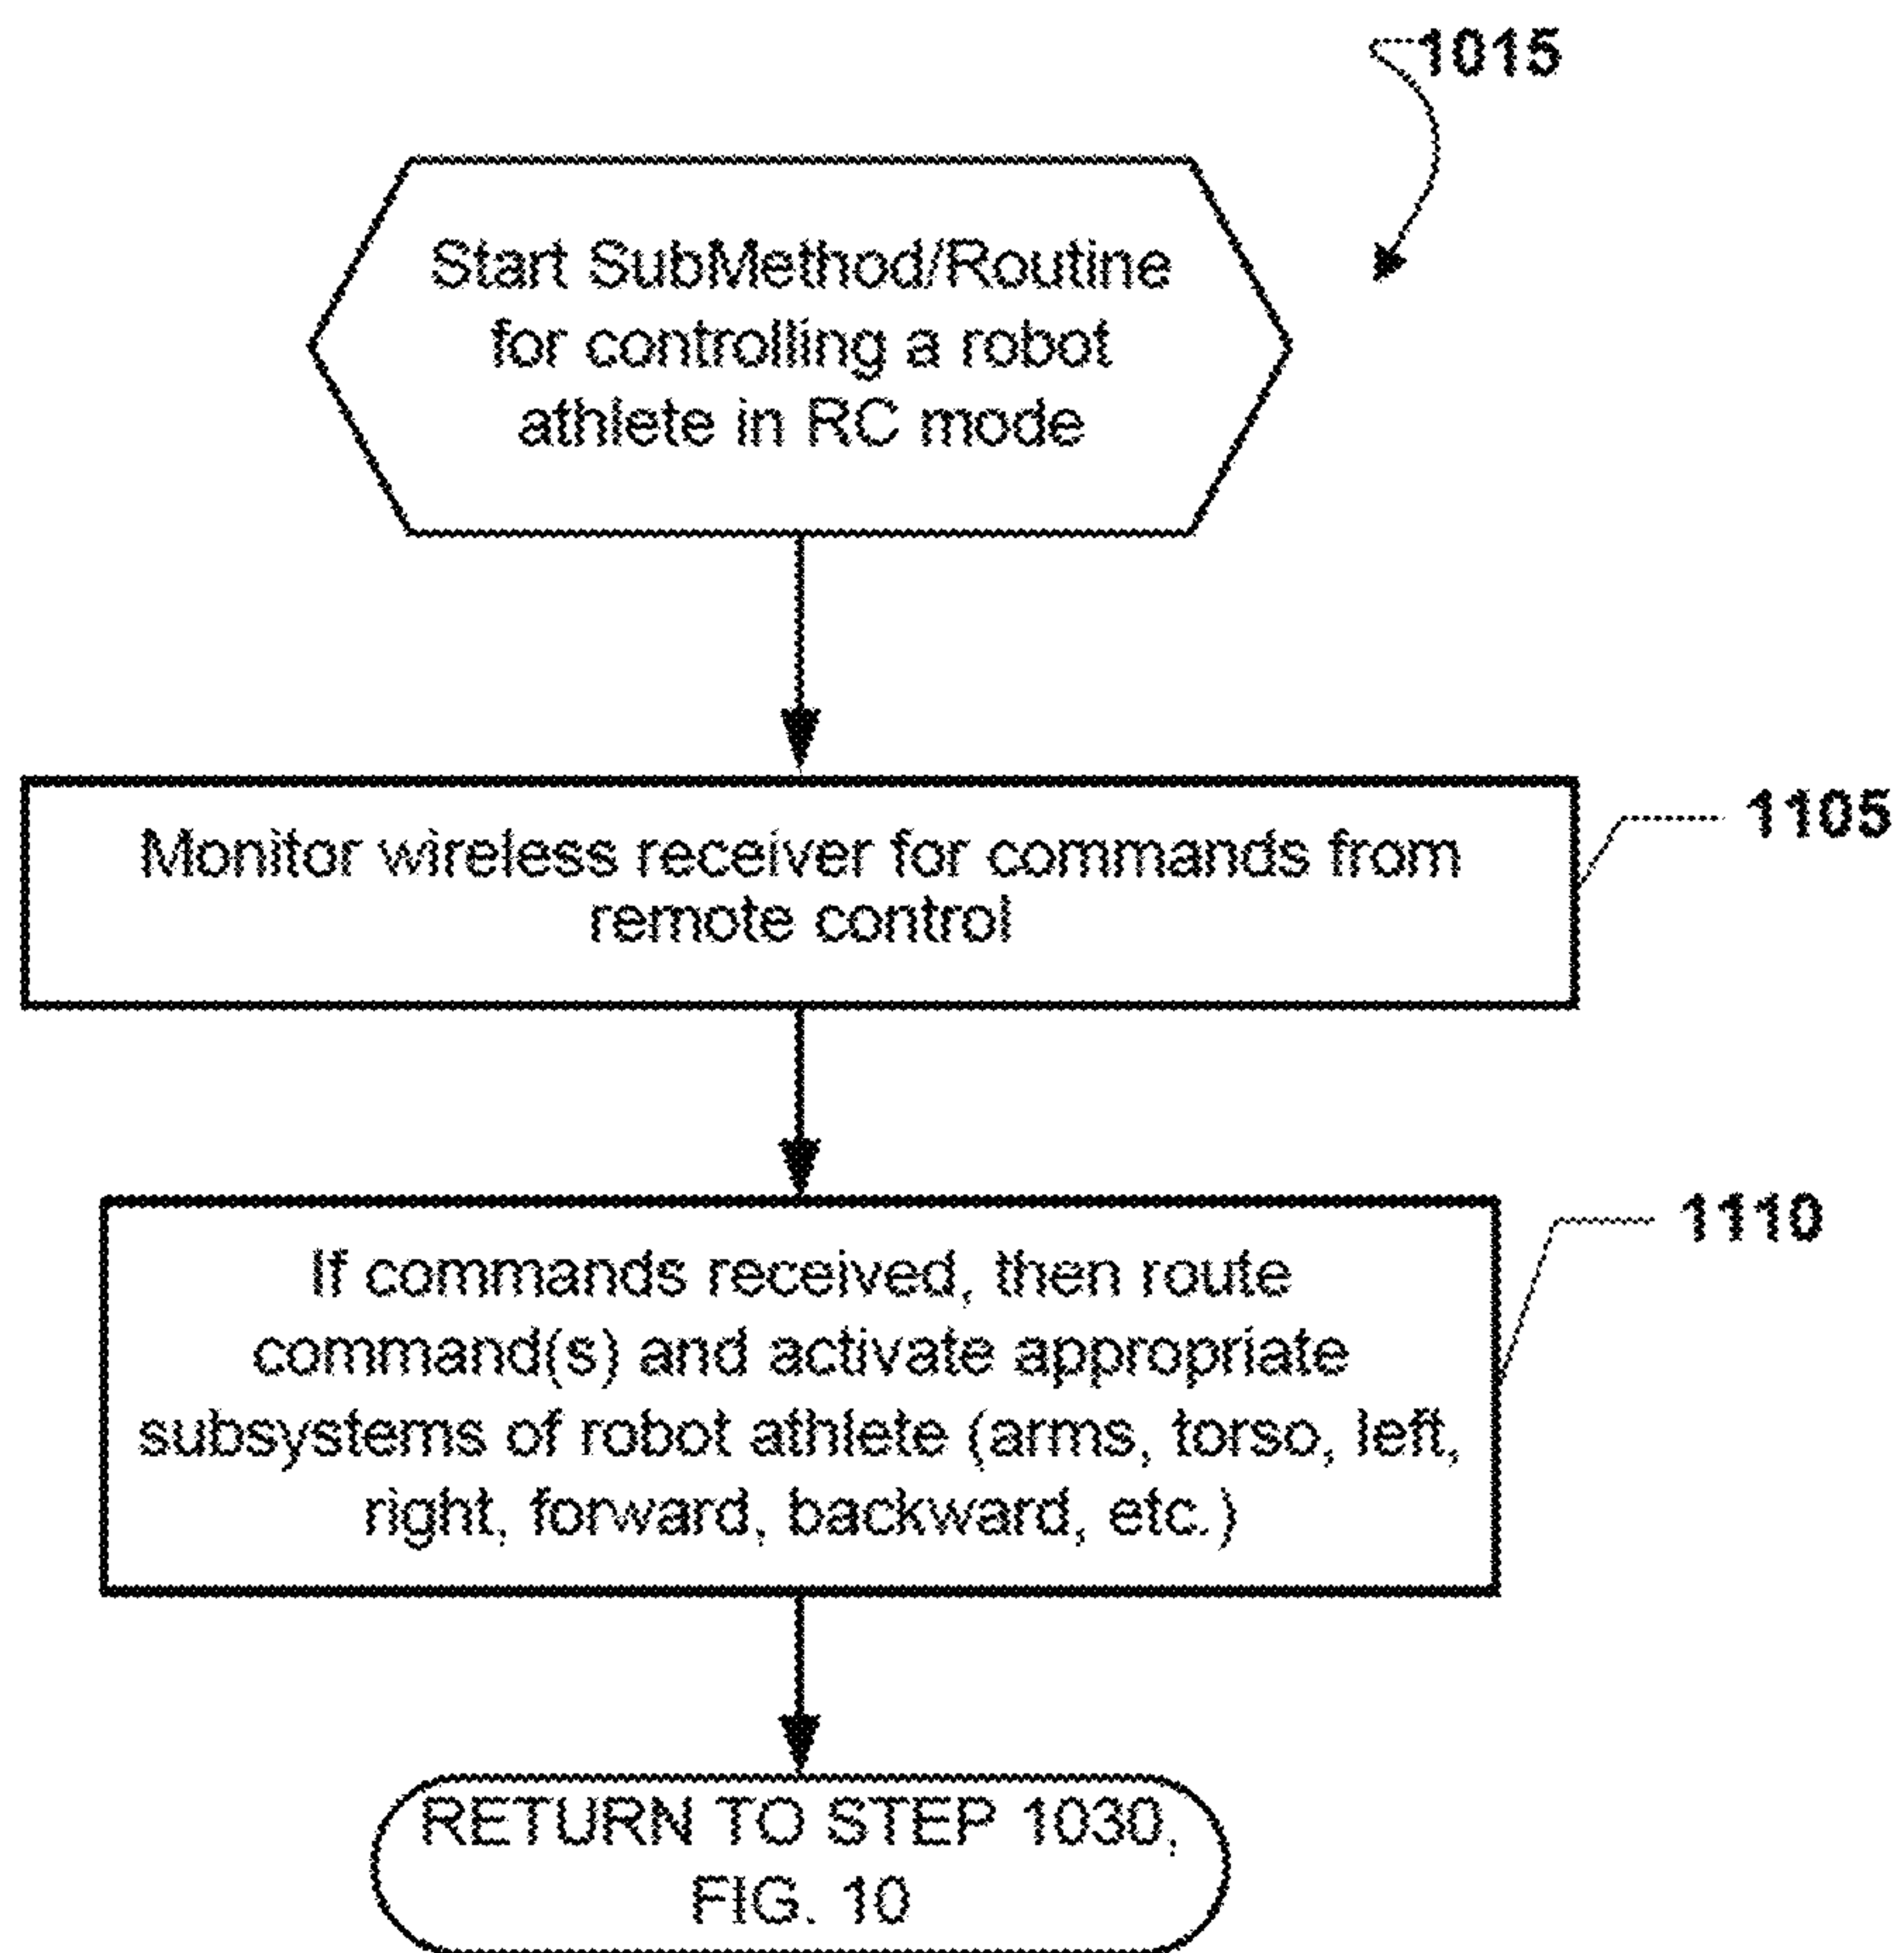 1015
Start SubMethod/Routine
for controlling a robot
athlete in RC mode
Monitor wireless receiver for commands from
remote control
1105
If commands received, then route
command(s) and activate appropriate
subsystems of robot athlete (arms, torso, left,
right, forward, backward, etc.)
1110
RETURN TO STEP 1030,
FIG. 10